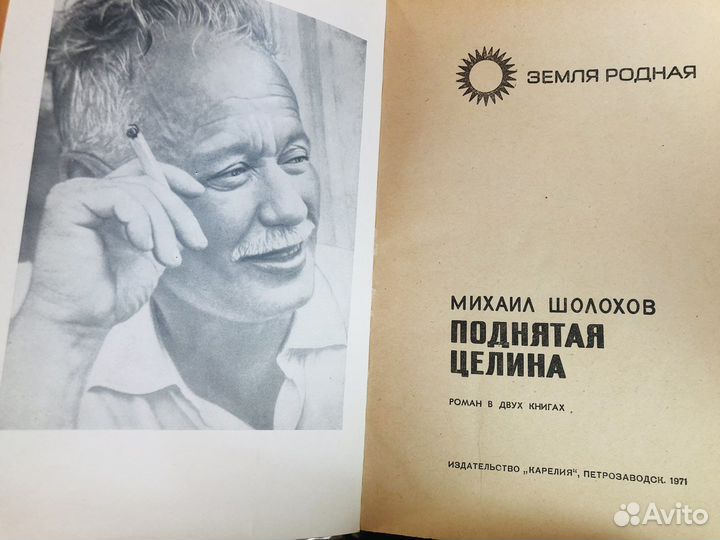 ЗЕМЛЯ РОДНАЯ
МИХАИЛ ШОЛОХОВ
ПОДНЯТАЯ
ЦЕЛИНА
РОМАН В ДВУХ КНИГАХ
ИЗДАТЕЛЬСТВО „КАРЕЛИЯ“, ПЕТРОЗАВОДСК. 1971
Avito